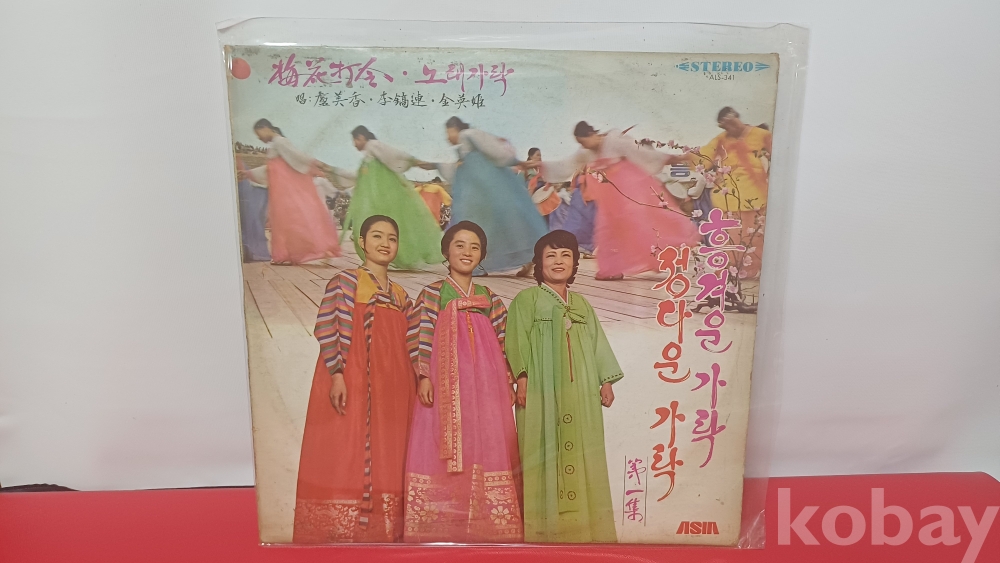 梅花打令·노래가락
STEREO
ALS-341
唱:盧美香·李鎬連·金英姬
흥겨운 가락
정다운 가락
第一集
ASIA
kobay